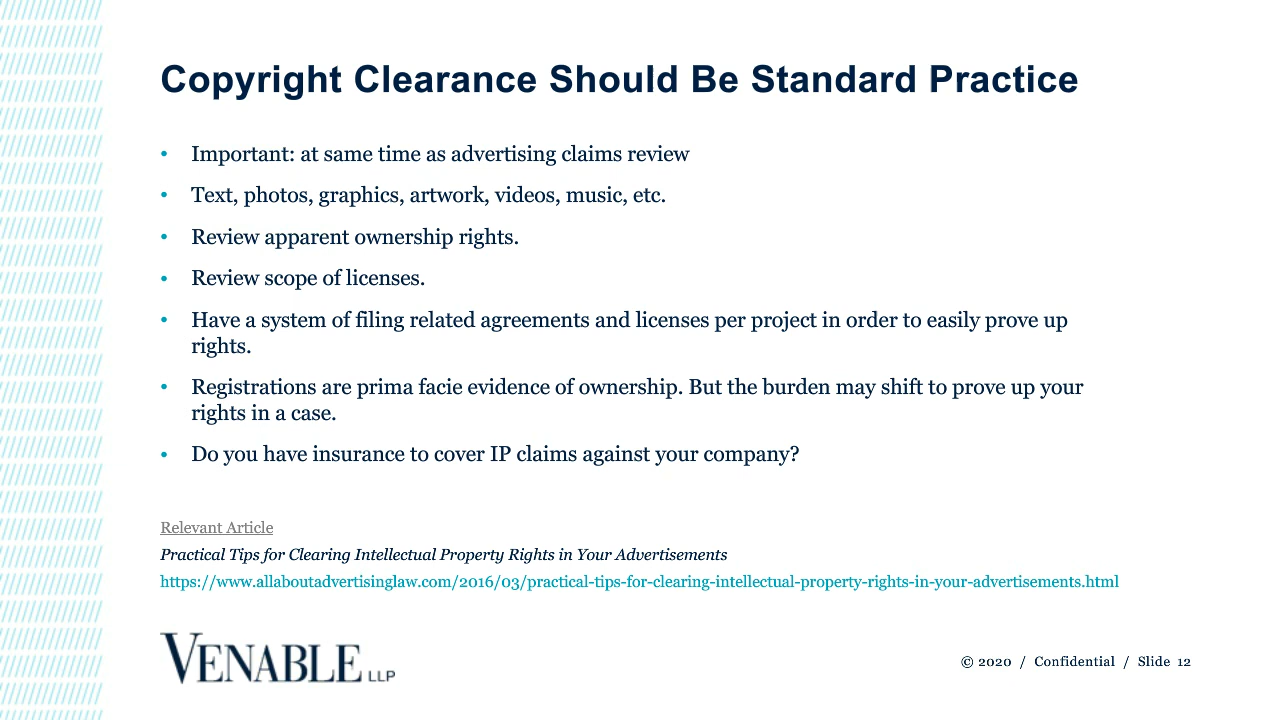 Copyright Clearance Should Be Standard Practice
• Important: at same time as advertising claims review
• Text, photos, graphics, artwork, videos, music, etc.
• Review apparent ownership rights.
• Review scope of licenses.
• Have a system of filing related agreements and licenses per project in order to easily prove up
rights.
• Registrations are prima facie evidence of ownership. But the burden may shift to prove up your
rights in a case.
• Do you have insurance to cover IP claims against your company?
Relevant Article
Practical Tips for Clearing Intellectual Property Rights in Your Advertisements
https://www.allaboutadvertisinglaw.com/2016/03/practical-tips-for-clearing-intellectual-property-rights-in-your-advertisements.html
VENABLE LLP
© 2020 / Confidential / Slide 12